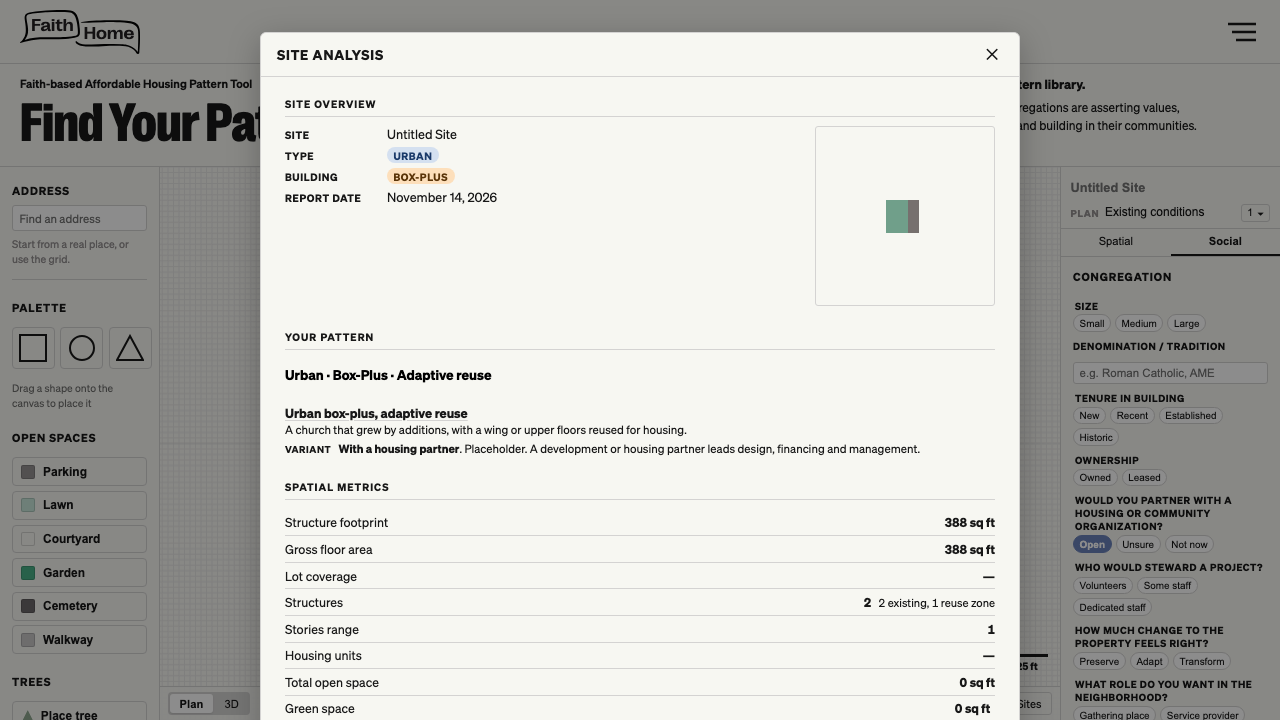 Faith
Home
Faith-based Affordable Housing Pattern Tool
Find Your Pat
tern library.
regations are asserting values,
and building in their communities.
ADDRESS
Find an address
Start from a real place, or
use the grid.
PALETTE
Drag a shape onto the
canvas to place it
OPEN SPACES
Parking
Lawn
Courtyard
Garden
Cemetery
Walkway
TREES
Place tree
Plan
3D
SITE ANALYSIS
SITE OVERVIEW
SITE Untitled Site
TYPE URBAN
BUILDING BOX-PLUS
REPORT DATE November 14, 2026
YOUR PATTERN
Urban · Box-Plus · Adaptive reuse
Urban box-plus, adaptive reuse
A church that grew by additions, with a wing or upper floors reused for housing.
VARIANT With a housing partner. Placeholder. A development or housing partner leads design, financing and management.
SPATIAL METRICS
Structure footprint 388 sq ft
Gross floor area 388 sq ft
Lot coverage —
Structures 2 2 existing, 1 reuse zone
Stories range 1
Housing units —
Total open space 0 sq ft
Green space 0 sq ft
25 ft
Sites
Untitled Site
PLAN Existing conditions 1
Spatial Social
CONGREGATION
SIZE
Small Medium Large
DENOMINATION / TRADITION
e.g. Roman Catholic, AME
TENURE IN BUILDING
New Recent Established
Historic
OWNERSHIP
Owned Leased
WOULD YOU PARTNER WITH A
HOUSING OR COMMUNITY
ORGANIZATION?
Open Unsure Not now
WHO WOULD STEWARD A PROJECT?
Volunteers Some staff
Dedicated staff
HOW MUCH CHANGE TO THE
PROPERTY FEELS RIGHT?
Preserve Adapt Transform
WHAT ROLE DO YOU WANT IN THE
NEIGHBORHOOD?
Gathering place Service provider